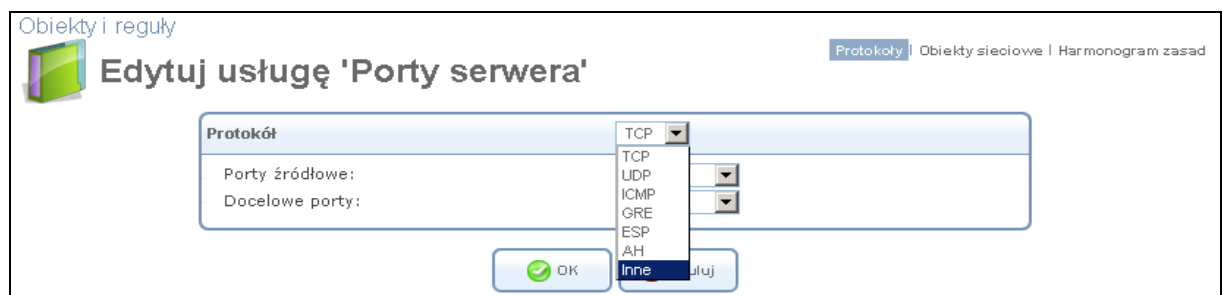 Obiekty i reguły
Protokoły | Obiekty sieciowe | Harmonogram zasad
Edytuj usługę 'Porty serwera'
Protokół TCP
TCP
Porty źródłowe: UDP
ICMP
Docelowe porty: GRE
ESP
AH
OK Inne uluj